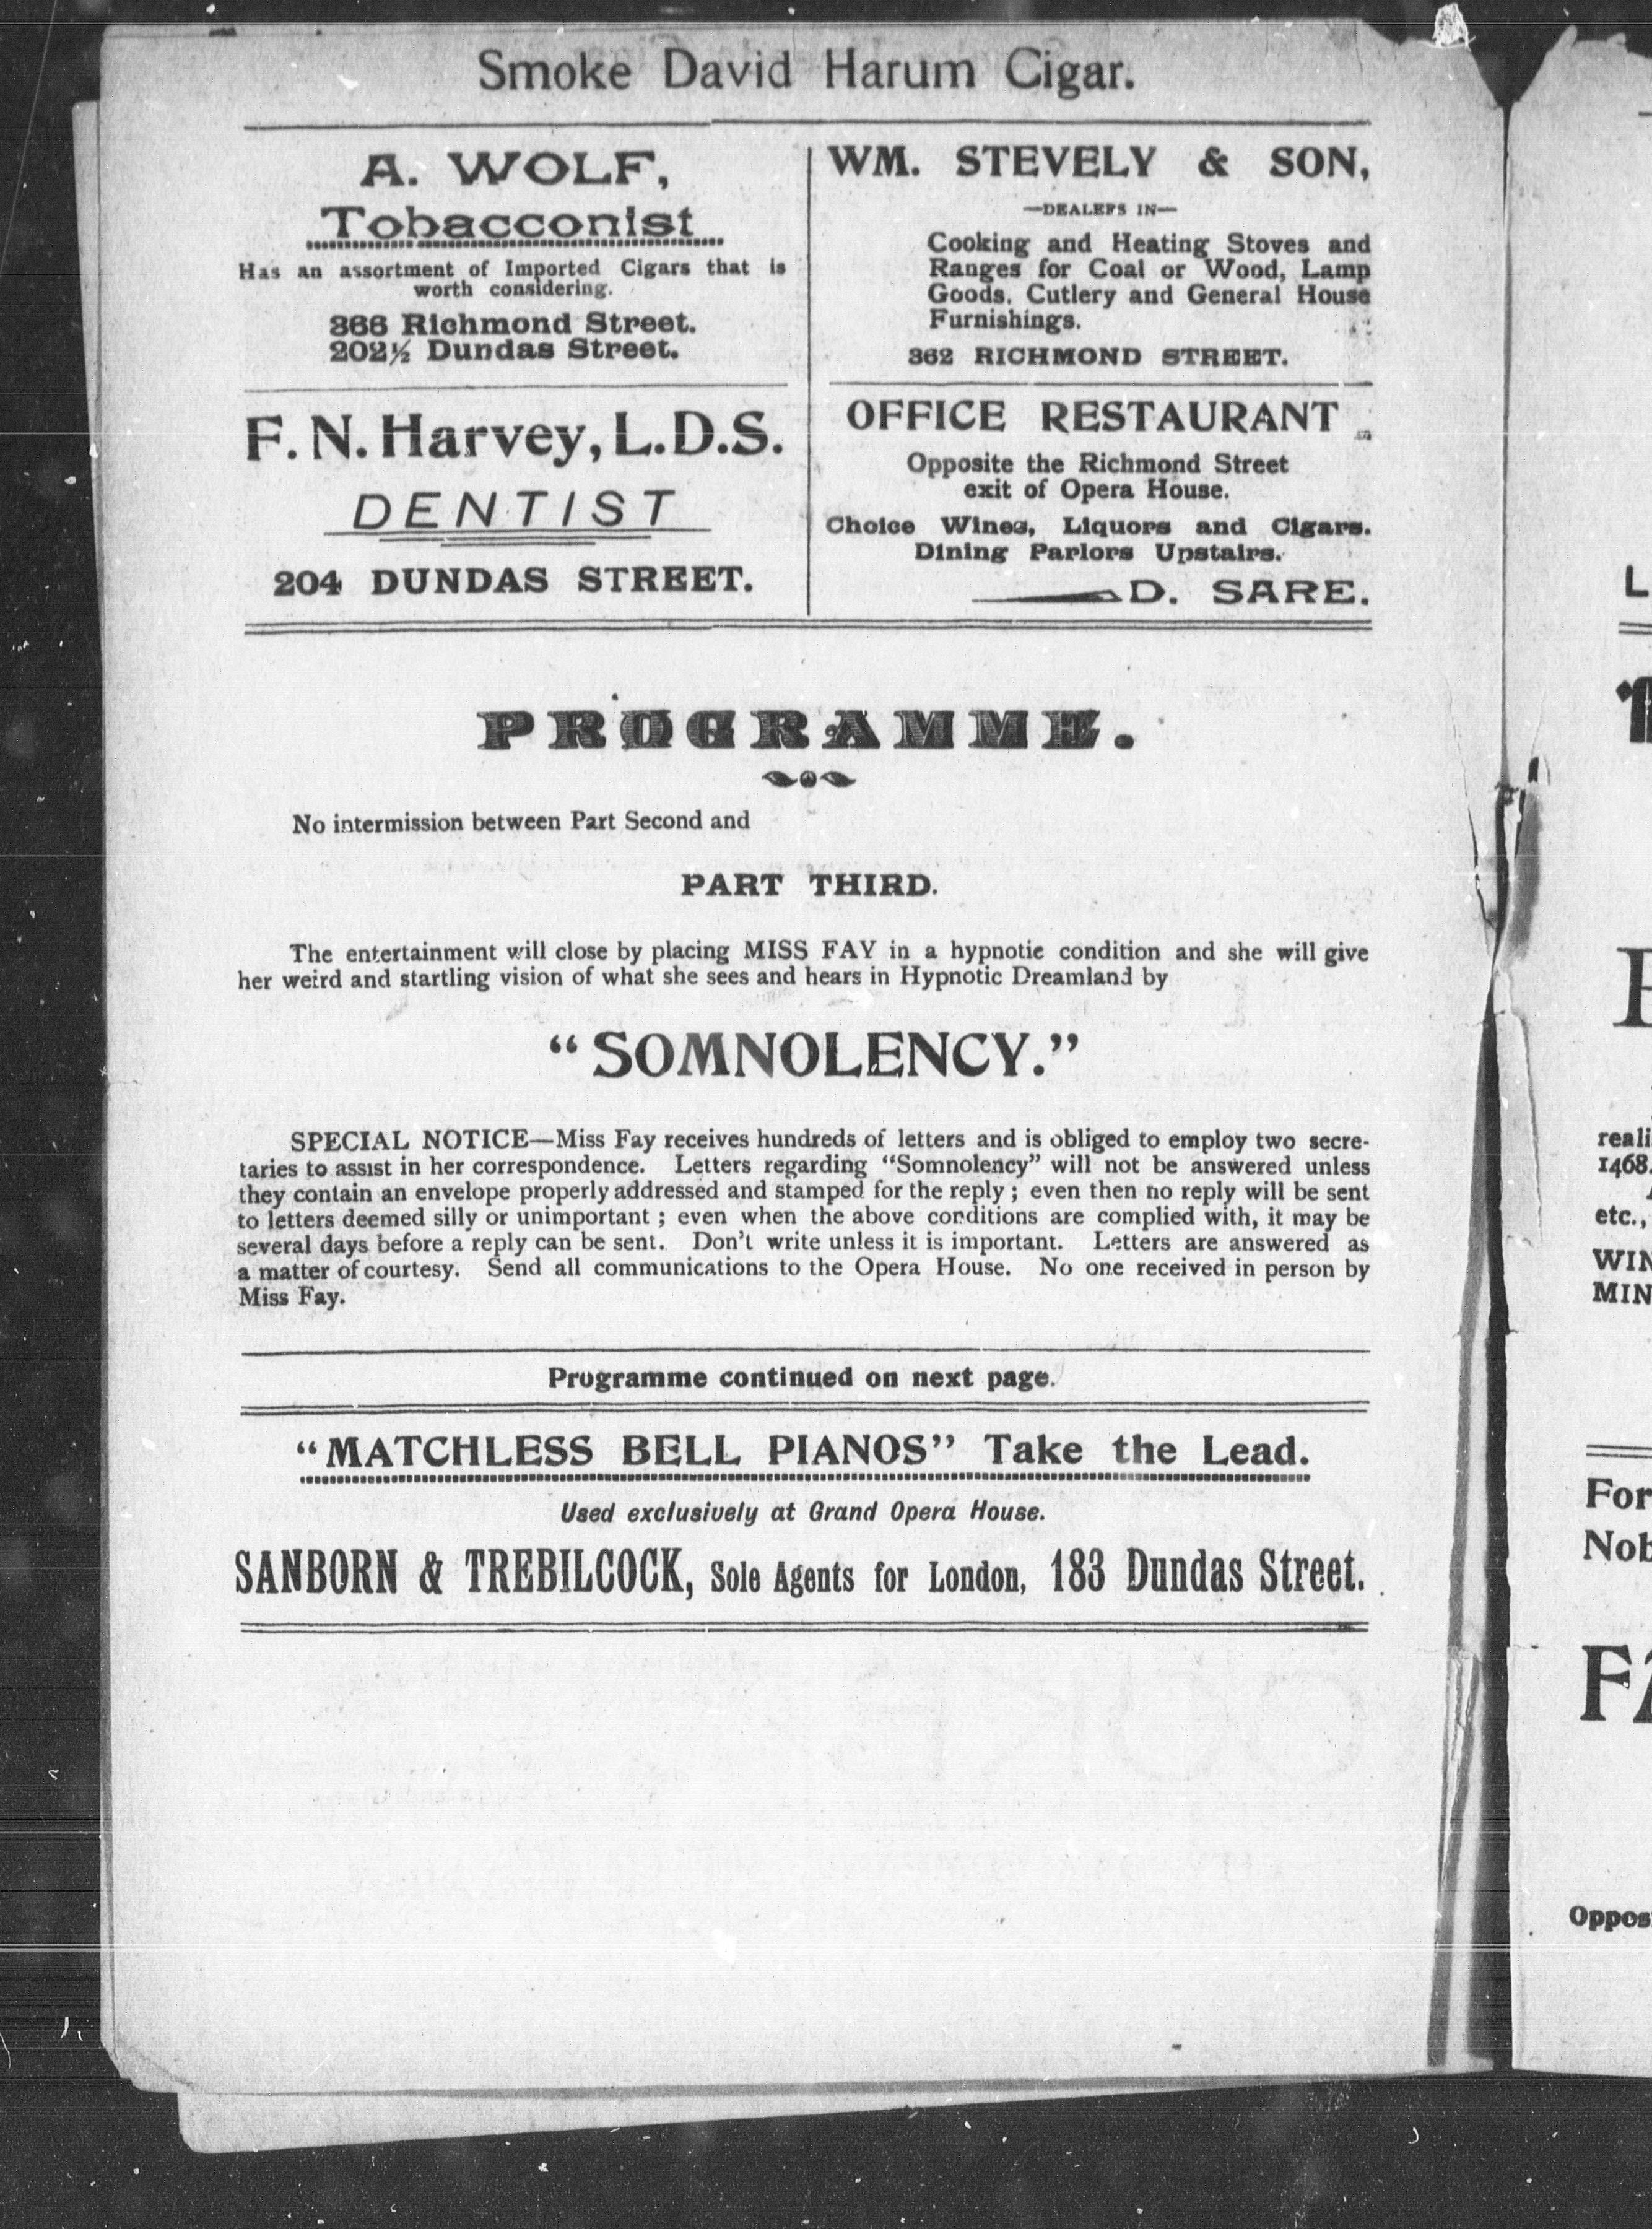 Smoke David Harum Cigar.
A. WOLF,
Tobacconist
Has an assortment of Imported Cigars that is
worth considering.
366 Richmond Street.
202½ Dundas Street.
F. N. Harvey, L.D.S.
DENTIST
204 DUNDAS STREET.
WM. STEVELY & SON,
—DEALERS IN—
Cooking and Heating Stoves and
Ranges for Coal or Wood, Lamp
Goods, Cutlery and General House
Furnishings.
362 RICHMOND STREET.
OFFICE RESTAURANT
Opposite the Richmond Street
exit of Opera House.
Choice Wines, Liquors and Cigars.
Dining Parlors Upstairs.
D. SARE.
PROGRAMME.
No intermission between Part Second and
PART THIRD.
The entertainment will close by placing MISS FAY in a hypnotic condition and she will give
her weird and startling vision of what she sees and hears in Hypnotic Dreamland by
“SOMNOLENCY.”
SPECIAL NOTICE—Miss Fay receives hundreds of letters and is obliged to employ two secre-
taries to assist in her correspondence. Letters regarding “Somnolency” will not be answered unless
they contain an envelope properly addressed and stamped for the reply ; even then no reply will be sent
to letters deemed silly or unimportant ; even when the above conditions are complied with, it may be
several days before a reply can be sent. Don’t write unless it is important. Letters are answered as
a matter of courtesy. Send all communications to the Opera House. No one received in person by
Miss Fay.
Programme continued on next page.
“MATCHLESS BELL PIANOS” Take the Lead.
Used exclusively at Grand Opera House.
SANBORN & TREBILCOCK, Sole Agents for London, 183 Dundas Street.
1468.
etc.,
WIN
MIN
For
Oppos